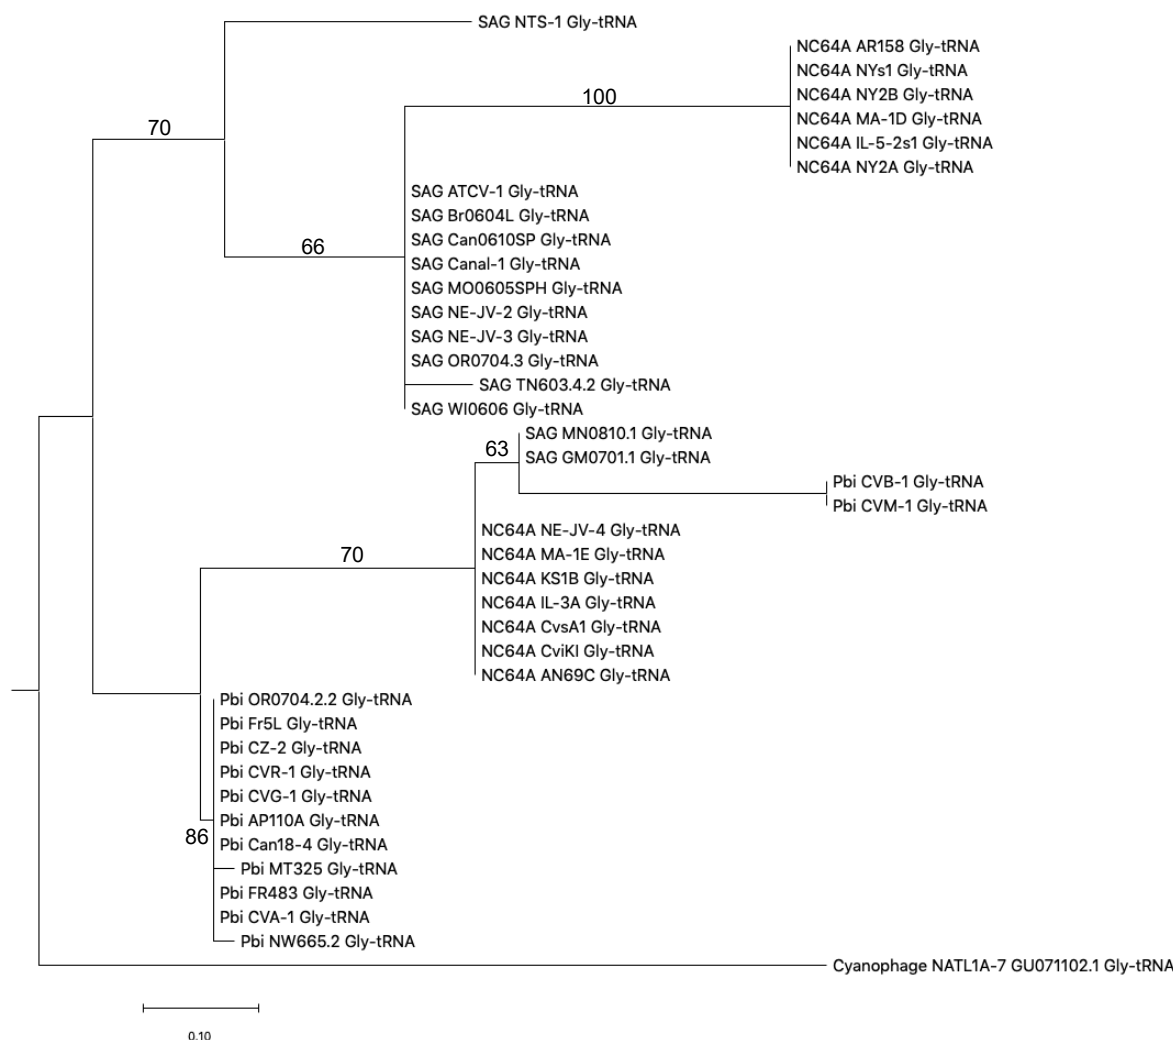 SAG NTS-1 Gly-tRNA
NC64A AR158 Gly-tRNA
NC64A NYs1 Gly-tRNA
100
NC64A NY2B Gly-tRNA
NC64A MA-1D Gly-tRNA
70
NC64A IL-5-2s1 Gly-tRNA
NC64A NY2A Gly-tRNA
SAG ATCV-1 Gly-tRNA
SAG Br0604L Gly-tRNA
66
SAG Can0610SP Gly-tRNA
SAG Canal-1 Gly-tRNA
SAG MO0605SPH Gly-tRNA
SAG NE-JV-2 Gly-tRNA
SAG NE-JV-3 Gly-tRNA
SAG OR0704.3 Gly-tRNA
SAG TN603.4.2 Gly-tRNA
SAG WI0606 Gly-tRNA
SAG MN0810.1 Gly-tRNA
63
SAG GM0701.1 Gly-tRNA
Pbi CVB-1 Gly-tRNA
Pbi CVM-1 Gly-tRNA
NC64A NE-JV-4 Gly-tRNA
70
NC64A MA-1E Gly-tRNA
NC64A KS1B Gly-tRNA
NC64A IL-3A Gly-tRNA
NC64A CvsA1 Gly-tRNA
NC64A CviKI Gly-tRNA
NC64A AN69C Gly-tRNA
Pbi OR0704.2.2 Gly-tRNA
Pbi Fr5L Gly-tRNA
Pbi CZ-2 Gly-tRNA
Pbi CVR-1 Gly-tRNA
Pbi CVG-1 Gly-tRNA
Pbi AP110A Gly-tRNA
86
Pbi Can18-4 Gly-tRNA
Pbi MT325 Gly-tRNA
Pbi FR483 Gly-tRNA
Pbi CVA-1 Gly-tRNA
Pbi NW665.2 Gly-tRNA
Cyanophage NATL1A-7 GU071102.1 Gly-tRNA
0.10